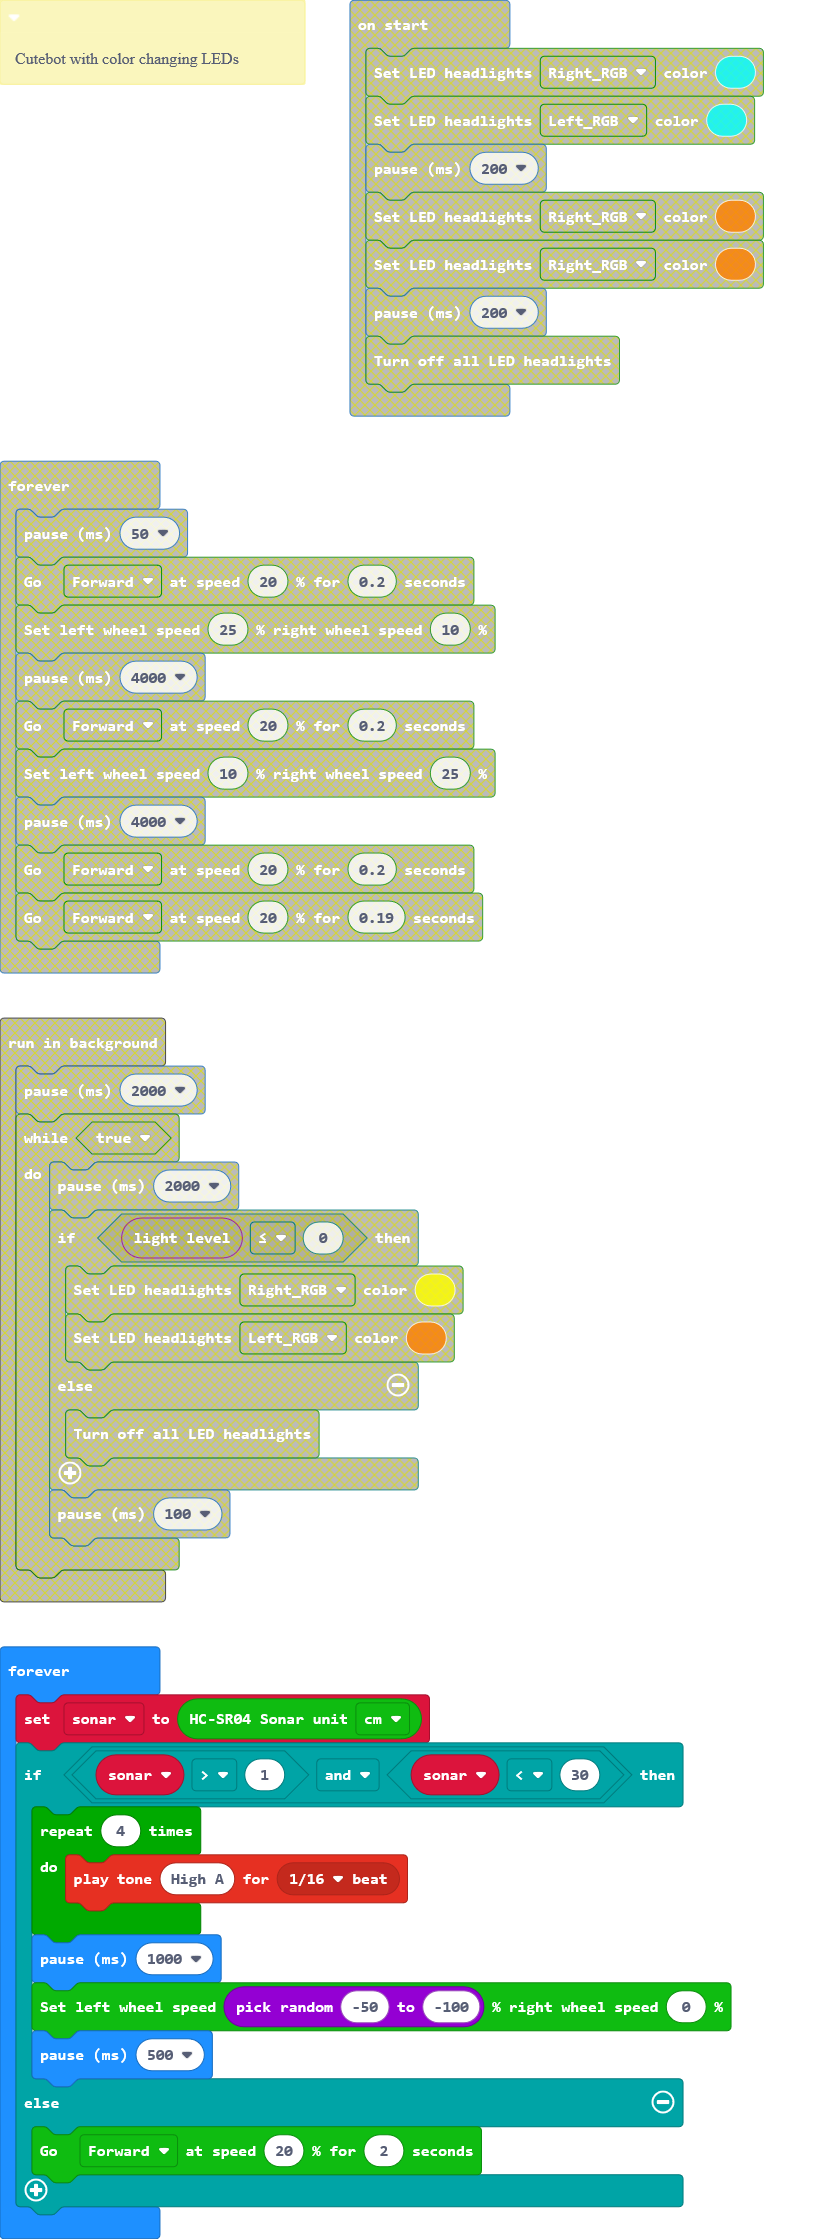 Cutebot with color changing LEDs
on start
Set LED headlights Right_RGB color
Set LED headlights Left_RGB color
pause (ms) 200
Set LED headlights Right_RGB color
Set LED headlights Right_RGB color
pause (ms) 200
Turn off all LED headlights
forever
pause (ms) 50
Go Forward at speed 20 % for 0.2 seconds
Set left wheel speed 25 % right wheel speed 10 %
pause (ms) 4000
Go Forward at speed 20 % for 0.2 seconds
Set left wheel speed 10 % right wheel speed 25 %
pause (ms) 4000
Go Forward at speed 20 % for 0.2 seconds
Go Forward at speed 20 % for 0.19 seconds
run in background
pause (ms) 2000
while true
do
pause (ms) 2000
if light level ≤ 0 then
Set LED headlights Right_RGB color
Set LED headlights Left_RGB color
else
Turn off all LED headlights
pause (ms) 100
forever
set sonar to HC-SR04 Sonar unit cm
if sonar > 1 and sonar < 30 then
repeat 4 times
do
play tone High A for 1/16 beat
pause (ms) 1000
Set left wheel speed pick random -50 to -100 % right wheel speed 0 %
pause (ms) 500
else
Go Forward at speed 20 % for 2 seconds